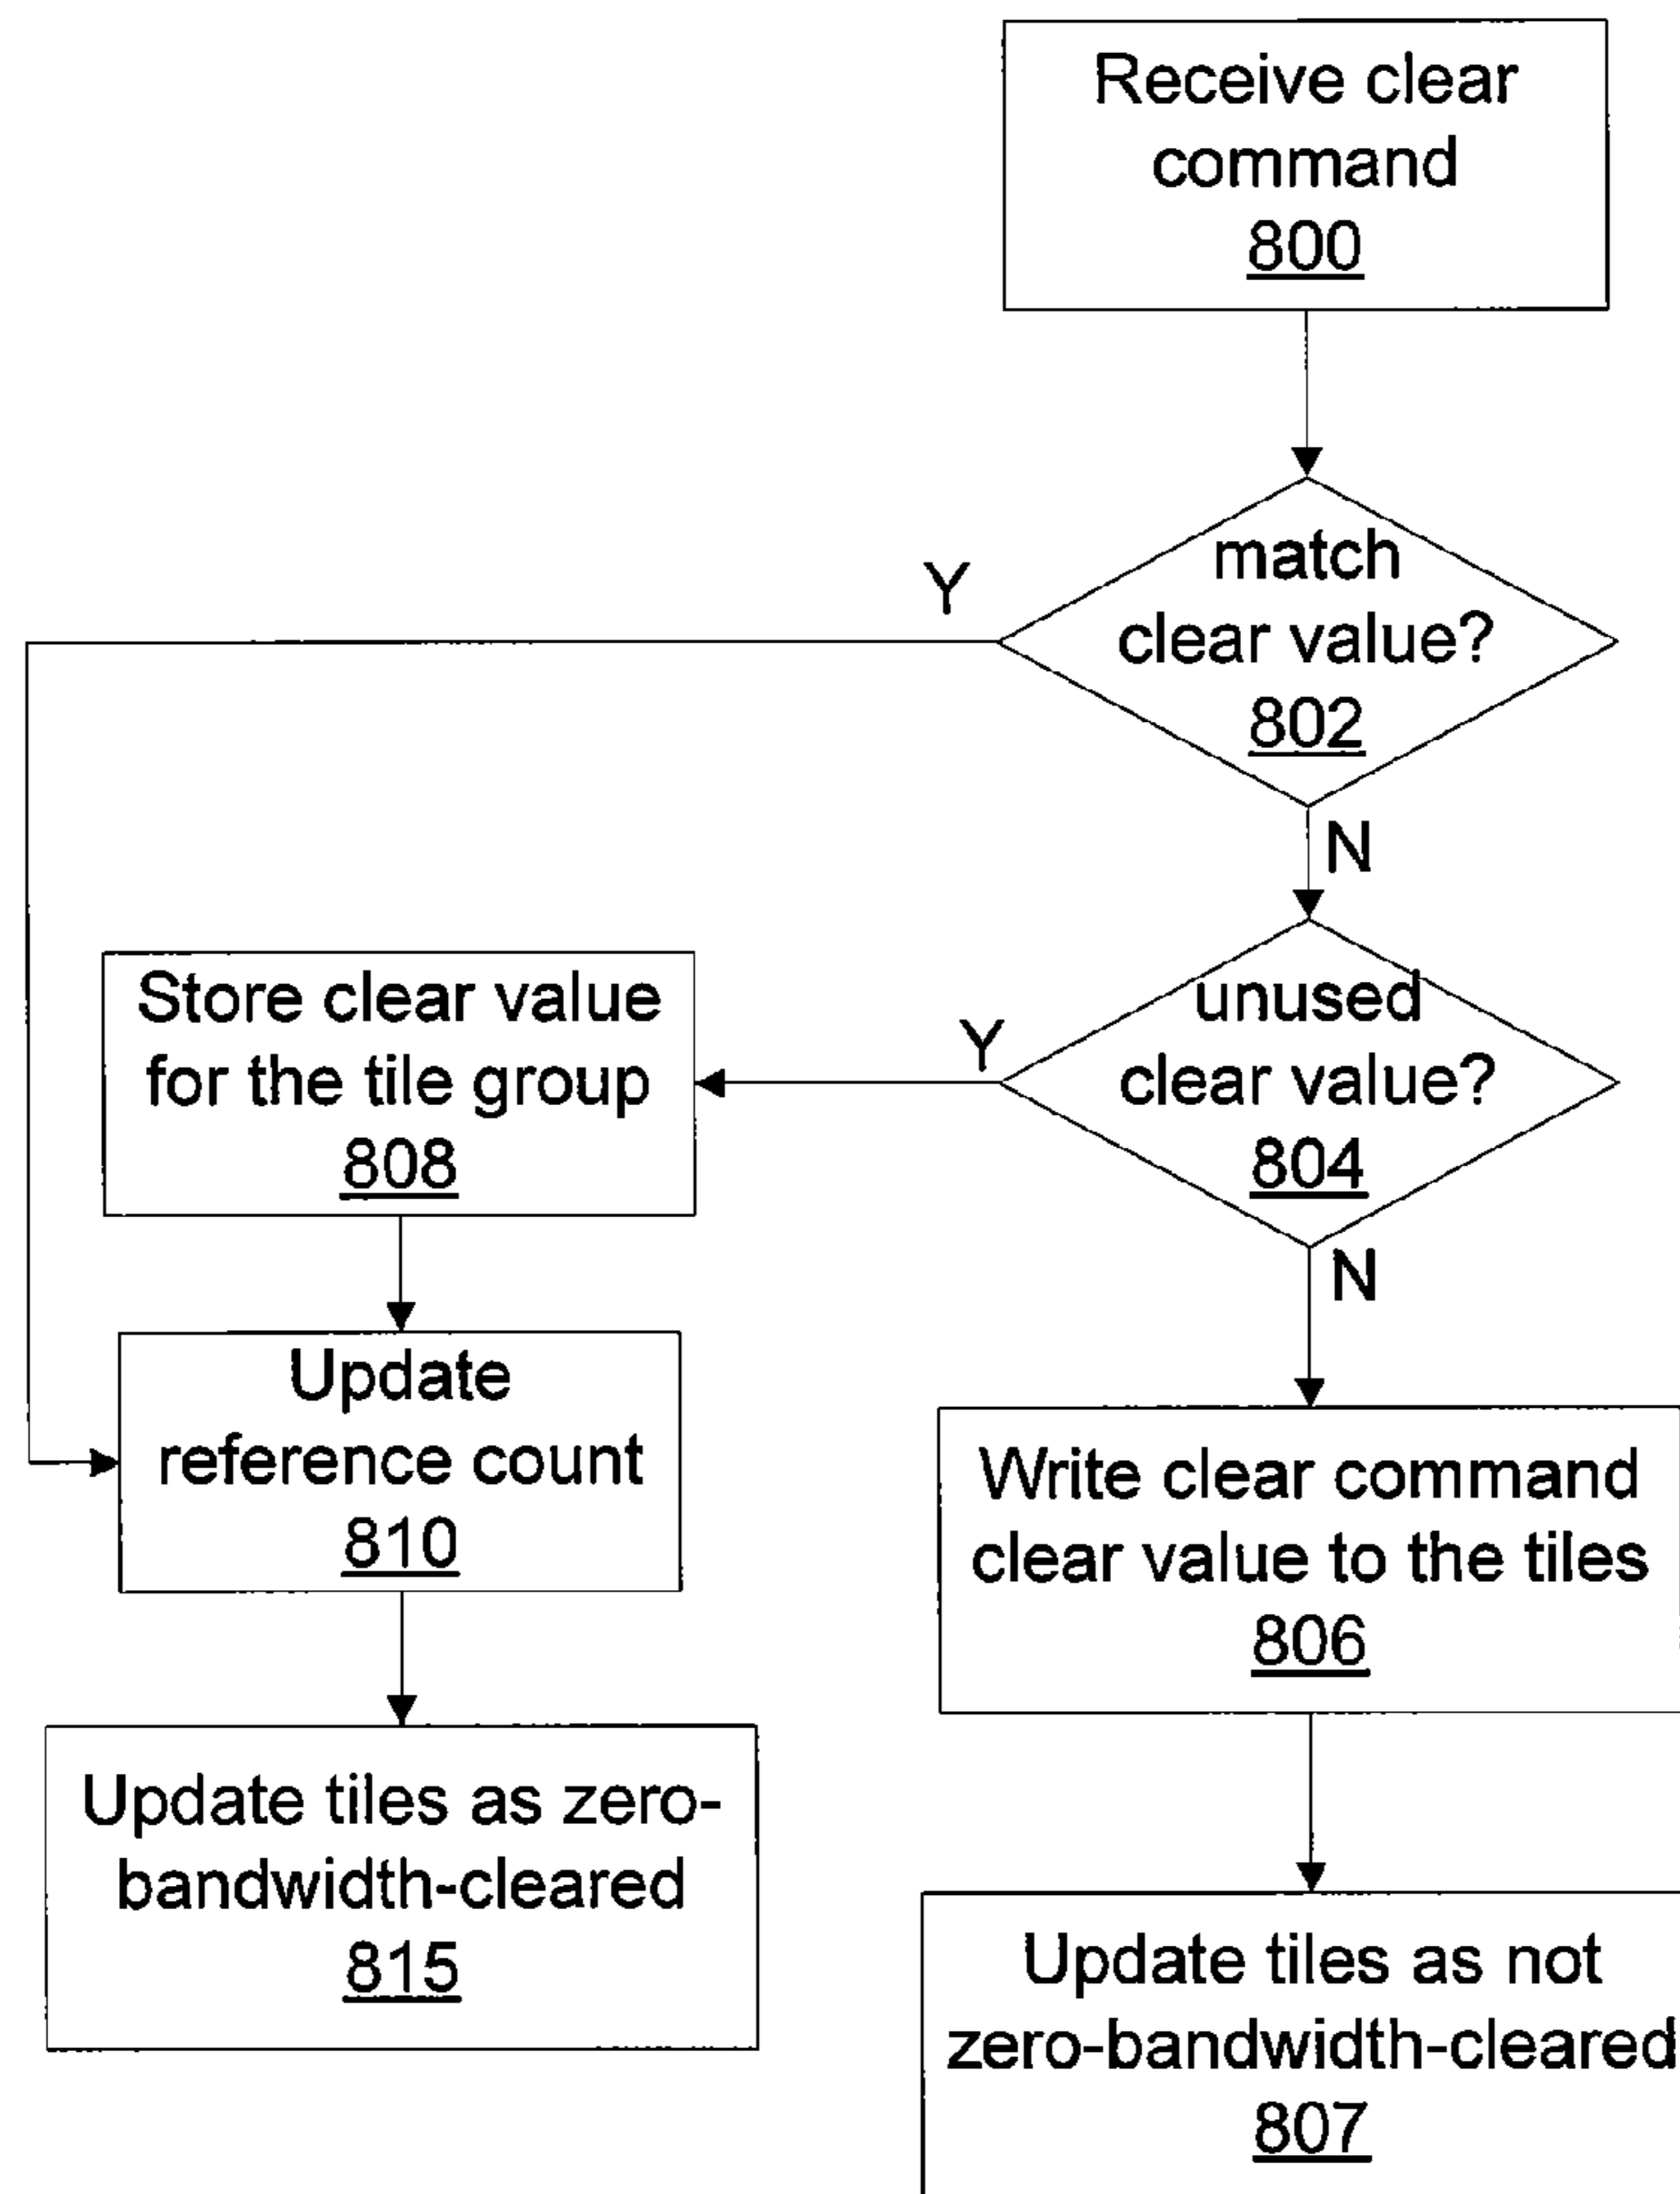 Receive clear
command
800
match
clear value?
802
Y
N
unused
clear value?
804
Y
N
Store clear value
for the tile group
808
Update
reference count
810
Write clear command
clear value to the tiles
806
Update tiles as zero-
bandwidth-cleared
815
Update tiles as not
zero-bandwidth-cleared
807